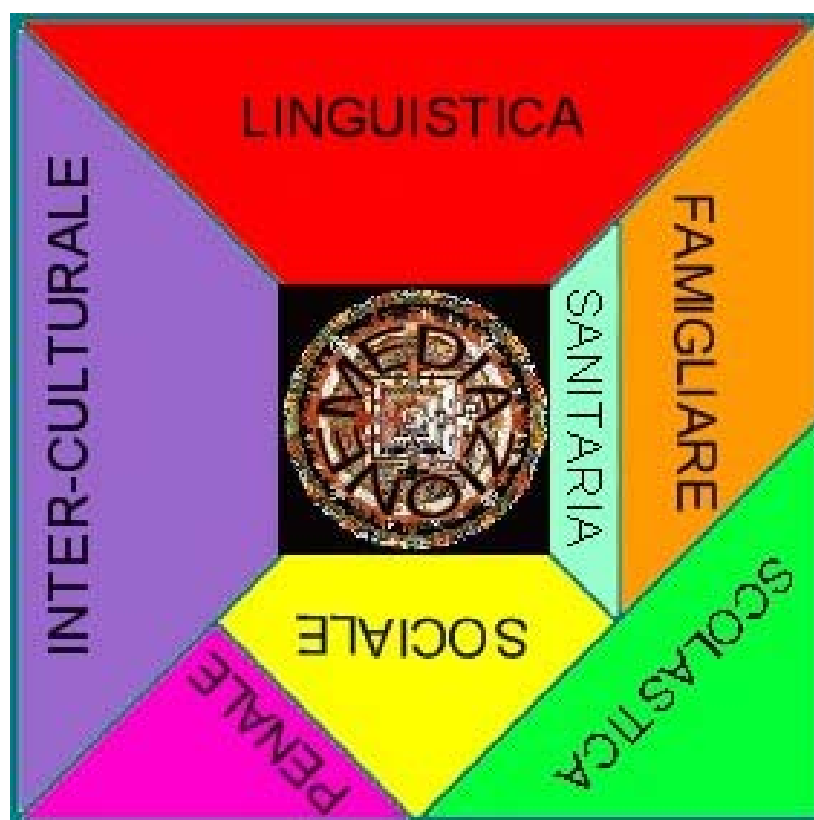 LINGUISTICA
INTER-CULTURALE
FAMIGLIARE
SANITARIA
MEDIAZIONE
SOCIALE
SCOLASTICA
PENALE